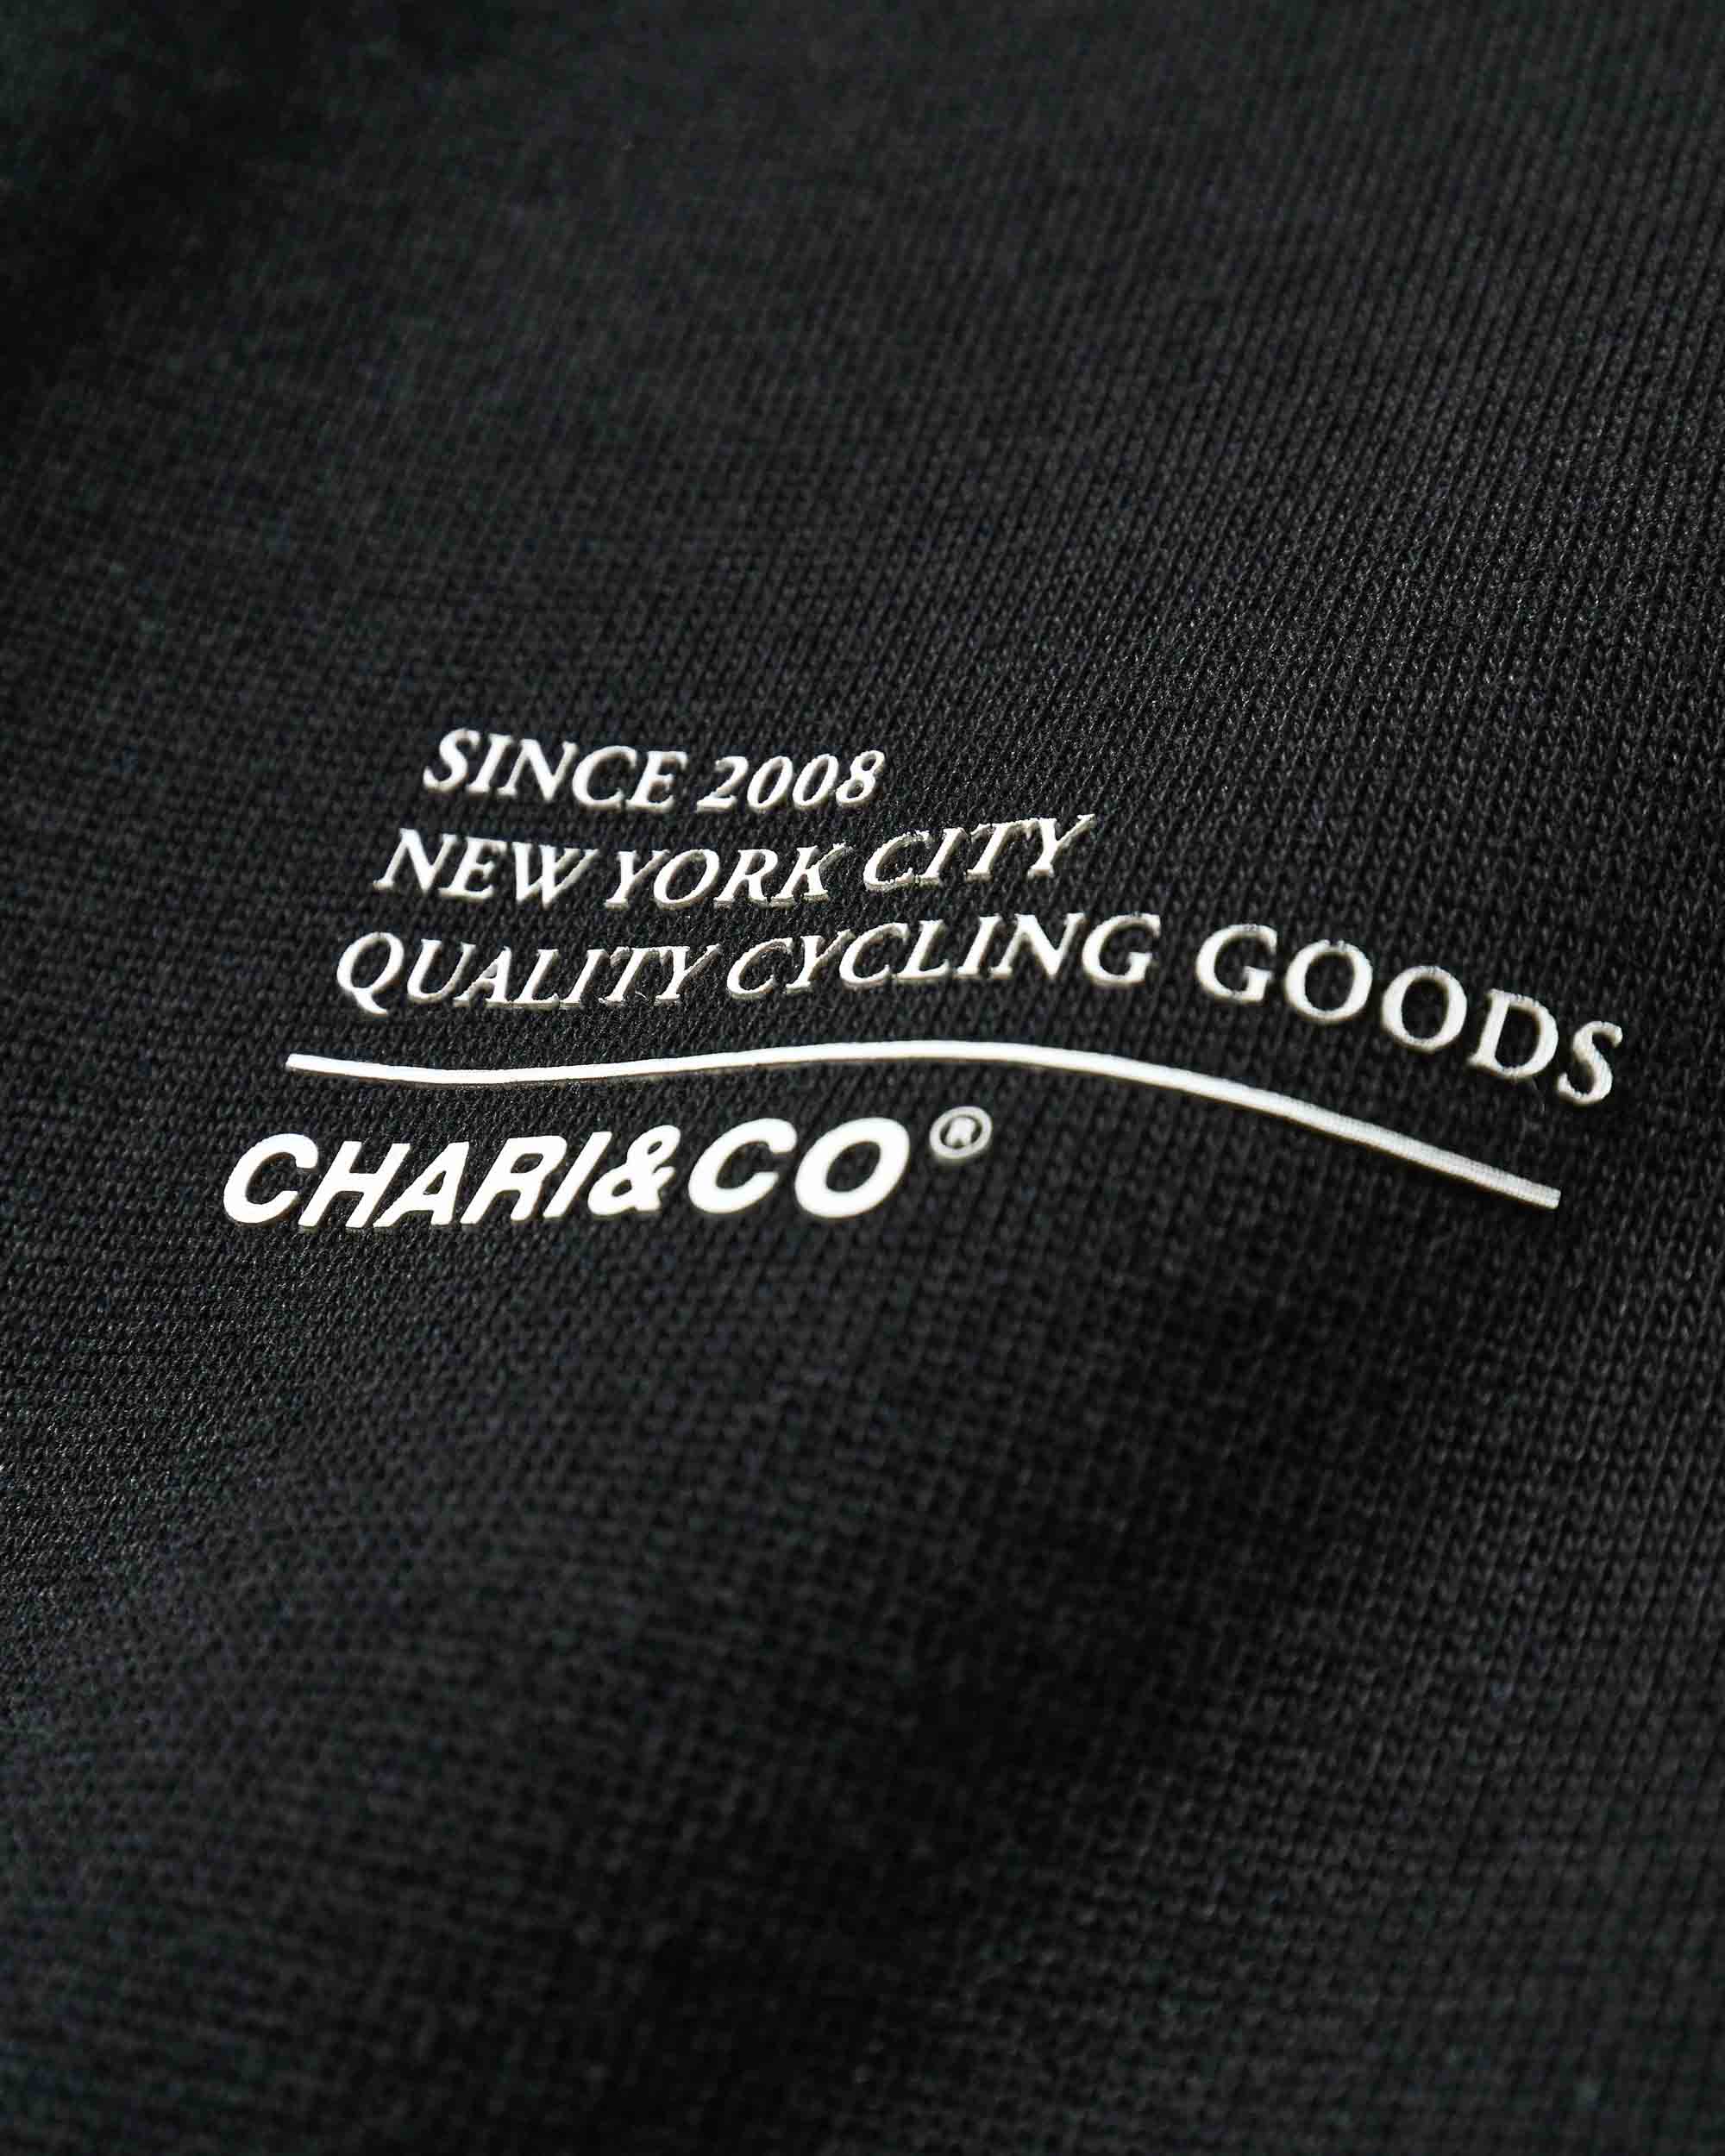 SINCE 2008
NEW YORK CITY
QUALITY CYCLING GOODS
CHARI&CO®